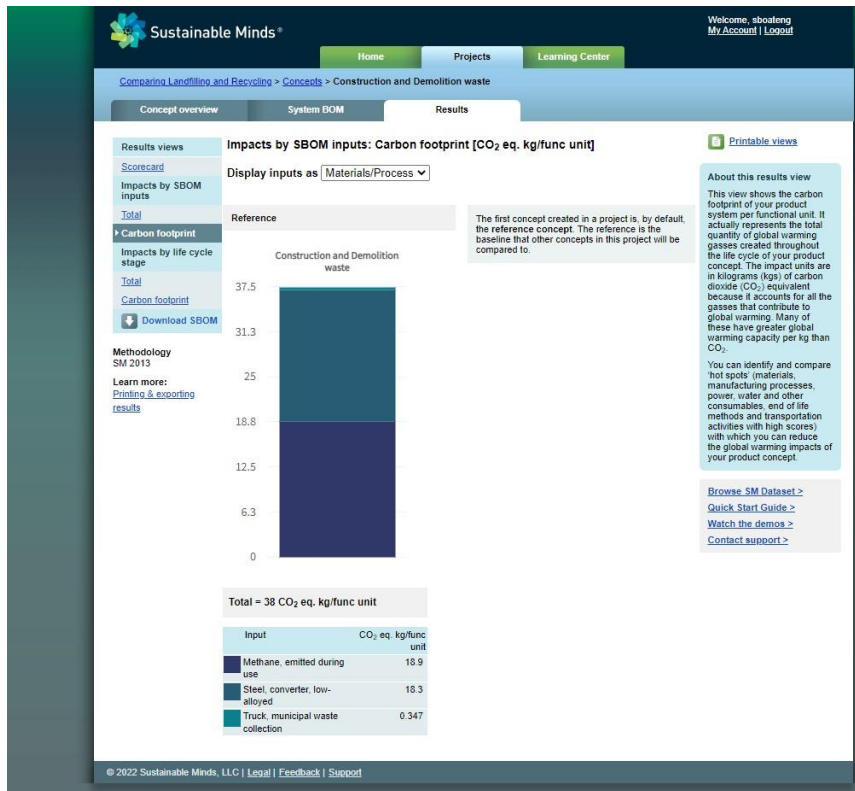 Sustainable Minds®
Welcome, sboateng
My Account | Logout
Home
Projects
Learning Center
Comparing Landfilling and Recycling > Concepts > Construction and Demolition waste
Concept overview
System BOM
Results
Results views
Scorecard
Impacts by SBOM
inputs
Total
Carbon footprint
Impacts by life cycle
stage
Total
Carbon footprint
Download SBOM
Methodology
SM 2013
Learn more:
Printing & exporting
results
Impacts by SBOM inputs: Carbon footprint [CO2 eq. kg/func unit]
Display inputs as Materials/Process
Reference
Construction and Demolition
waste
37.5
31.3
25
18.8
12.5
6.3
0
Total = 38 CO2 eq. kg/func unit
Input
CO2 eq. kg/func
unit
Methane, emitted during
use
18.9
Steel, converter, low-
alloyed
18.3
Truck, municipal waste
collection
0.347
The first concept created in a project is, by default,
the reference concept. The reference is the
baseline that other concepts in this project will be
compared to.
Printable views
About this results view
This view shows the carbon
footprint of your product
system per functional unit. It
actually represents the total
quantity of global warming
gasses created throughout
the life cycle of your product
concept. The impact units are
in kilograms (kgs) of carbon
dioxide (CO2) equivalent
because it accounts for all the
gasses that contribute to
global warming. Many of
these have greater global
warming capacity per kg than
CO2.
You can identify and compare
'hot spots' (materials,
manufacturing processes,
power, water and other
consumables, end of life
methods and transportation
activities with high scores)
with which you can reduce
the global warming impacts of
your product concept.
Browse SM Dataset >
Quick Start Guide >
Watch the demos >
Contact support >
© 2022 Sustainable Minds, LLC | Legal | Feedback | Support